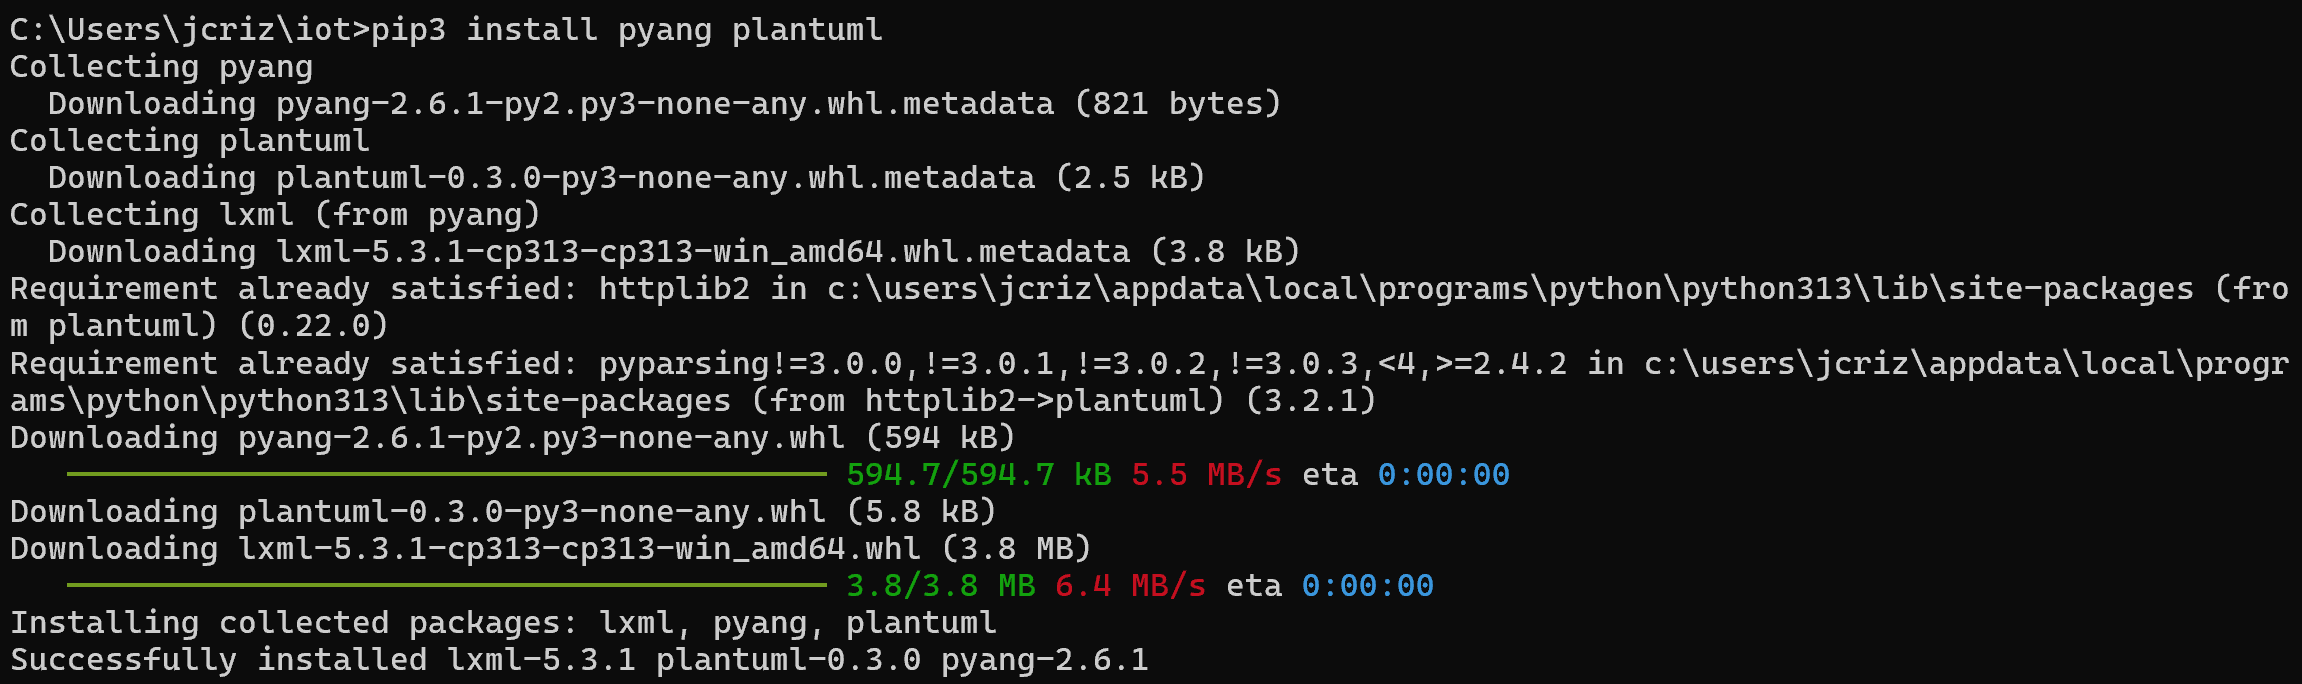 C:\Users\jcriz\iot>pip3 install pyang plantuml
Collecting pyang
  Downloading pyang-2.6.1-py2.py3-none-any.whl.metadata (821 bytes)
Collecting plantuml
  Downloading plantuml-0.3.0-py3-none-any.whl.metadata (2.5 kB)
Collecting lxml (from pyang)
  Downloading lxml-5.3.1-cp313-cp313-win_amd64.whl.metadata (3.8 kB)
Requirement already satisfied: httplib2 in c:\users\jcriz\appdata\local\programs\python\python313\lib\site-packages (fro
m plantuml) (0.22.0)
Requirement already satisfied: pyparsing!=3.0.0,!=3.0.1,!=3.0.2,!=3.0.3,<4,>=2.4.2 in c:\users\jcriz\appdata\local\progr
ams\python\python313\lib\site-packages (from httplib2->plantuml) (3.2.1)
Downloading pyang-2.6.1-py2.py3-none-any.whl (594 kB)
594.7/594.7 kB 5.5 MB/s eta 0:00:00
Downloading plantuml-0.3.0-py3-none-any.whl (5.8 kB)
Downloading lxml-5.3.1-cp313-cp313-win_amd64.whl (3.8 MB)
3.8/3.8 MB 6.4 MB/s eta 0:00:00
Installing collected packages: lxml, pyang, plantuml
Successfully installed lxml-5.3.1 plantuml-0.3.0 pyang-2.6.1